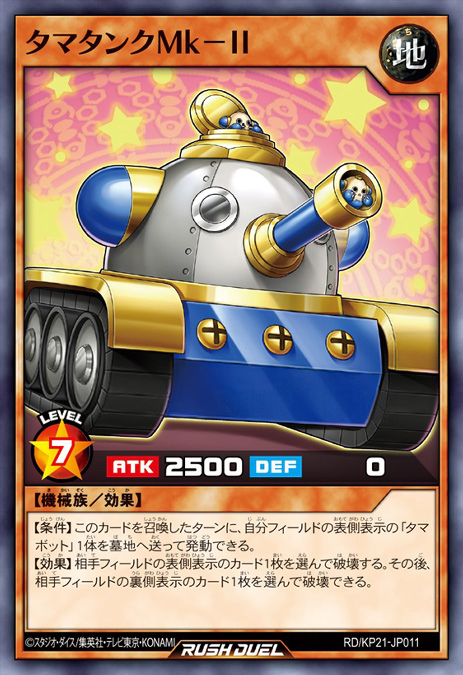 タマタンクMk－II
地
LEVEL
7
ATK 2500 DEF 0
【機械族／効果】
【条件】このカードを召喚したターンに、自分フィールドの表側表示の「タマ
ボット」1体を墓地へ送って発動できる。
【効果】相手フィールドの表側表示のカード1枚を選んで破壊する。その後、
相手フィールドの裏側表示のカード1枚を選んで破壊できる。
©スタジオ・ダイス/集英社・テレビ東京・KONAMI
RUSH DUEL
RD/KP21-JP011